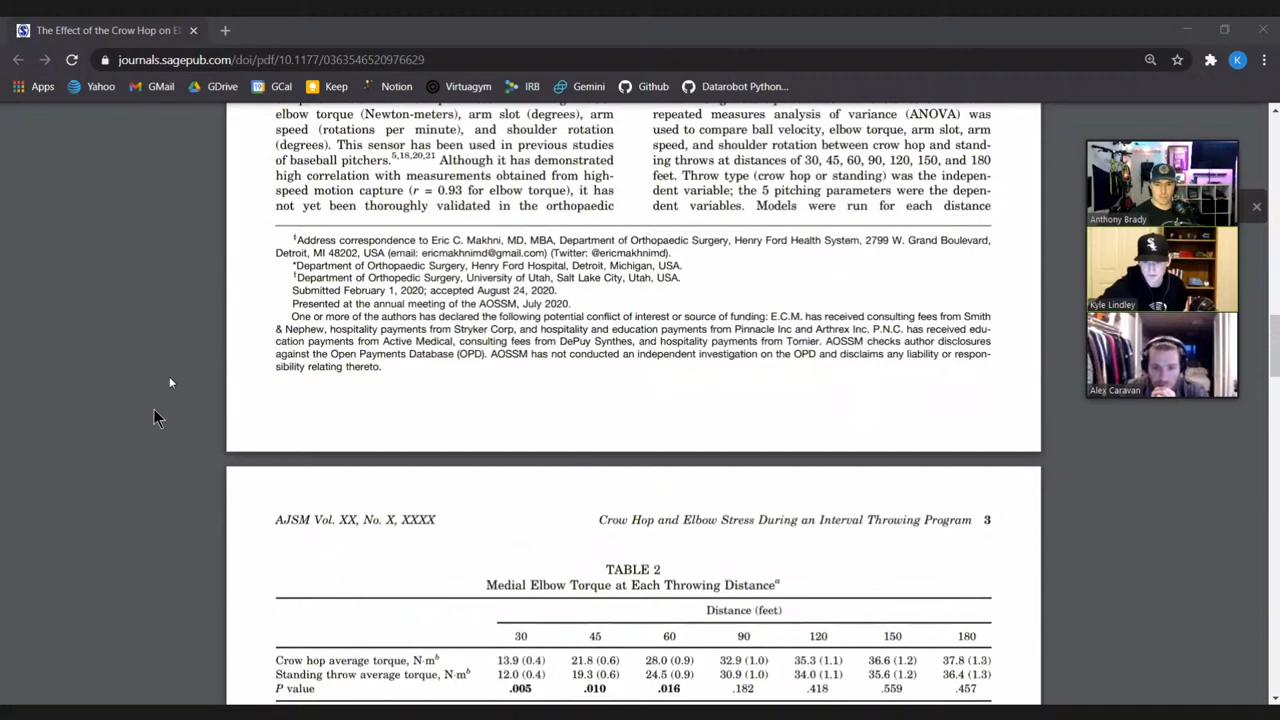 The Effect of the Crow Hop on El
journals.sagepub.com/doi/pdf/10.1177/0363546520976629
K
Apps Yahoo GMail GDrive GCal Keep Notion Virtuagym IRB Gemini Github Datarobot Python...
elbow torque (Newton-meters), arm slot (degrees), arm
speed (rotations per minute), and shoulder rotation
(degrees). This sensor has been used in previous studies
of baseball pitchers.5,18,20,21 Although it has demonstrated
high correlation with measurements obtained from high-
speed motion capture (r = 0.93 for elbow torque), it has
not yet been thoroughly validated in the orthopaedic
repeated measures analysis of variance (ANOVA) was
used to compare ball velocity, elbow torque, arm slot, arm
speed, and shoulder rotation between crow hop and stand-
ing throws at distances of 30, 45, 60, 90, 120, 150, and 180
feet. Throw type (crow hop or standing) was the indepen-
dent variable; the 5 pitching parameters were the depen-
dent variables. Models were run for each distance
‡Address correspondence to Eric C. Makhni, MD, MBA, Department of Orthopaedic Surgery, Henry Ford Health System, 2799 W. Grand Boulevard,
Detroit, MI 48202, USA (email: ericmakhnimd@gmail.com) (Twitter: @ericmakhnimd).
*Department of Orthopaedic Surgery, Henry Ford Hospital, Detroit, Michigan, USA.
†Department of Orthopedic Surgery, University of Utah, Salt Lake City, Utah, USA.
Submitted February 1, 2020; accepted August 24, 2020.
Presented at the annual meeting of the AOSSM, July 2020.
One or more of the authors has declared the following potential conflict of interest or source of funding: E.C.M. has received consulting fees from Smith
& Nephew, hospitality payments from Stryker Corp, and hospitality and education payments from Pinnacle Inc and Arthrex Inc. P.N.C. has received edu-
cation payments from Active Medical, consulting fees from DePuy Synthes, and hospitality payments from Tornier. AOSSM checks author disclosures
against the Open Payments Database (OPD). AOSSM has not conducted an independent investigation on the OPD and disclaims any liability or respon-
sibility relating thereto.
AJSM Vol. XX, No. X, XXXX
Crow Hop and Elbow Stress During an Interval Throwing Program 3
TABLE 2
Medial Elbow Torque at Each Throwing Distancea
Distance (feet)
30 45 60 90 120 150 180
Crow hop average torque, N·mb 13.9 (0.4) 21.8 (0.6) 28.0 (0.9) 32.9 (1.0) 35.3 (1.1) 36.6 (1.2) 37.8 (1.3)
Standing throw average torque, N·mb 12.0 (0.4) 19.3 (0.6) 24.5 (0.9) 30.9 (1.0) 34.0 (1.1) 35.6 (1.2) 36.4 (1.3)
P value .005 .010 .016 .182 .418 .559 .457
Anthony Brady
Kyle Lindley
Alex Caravan